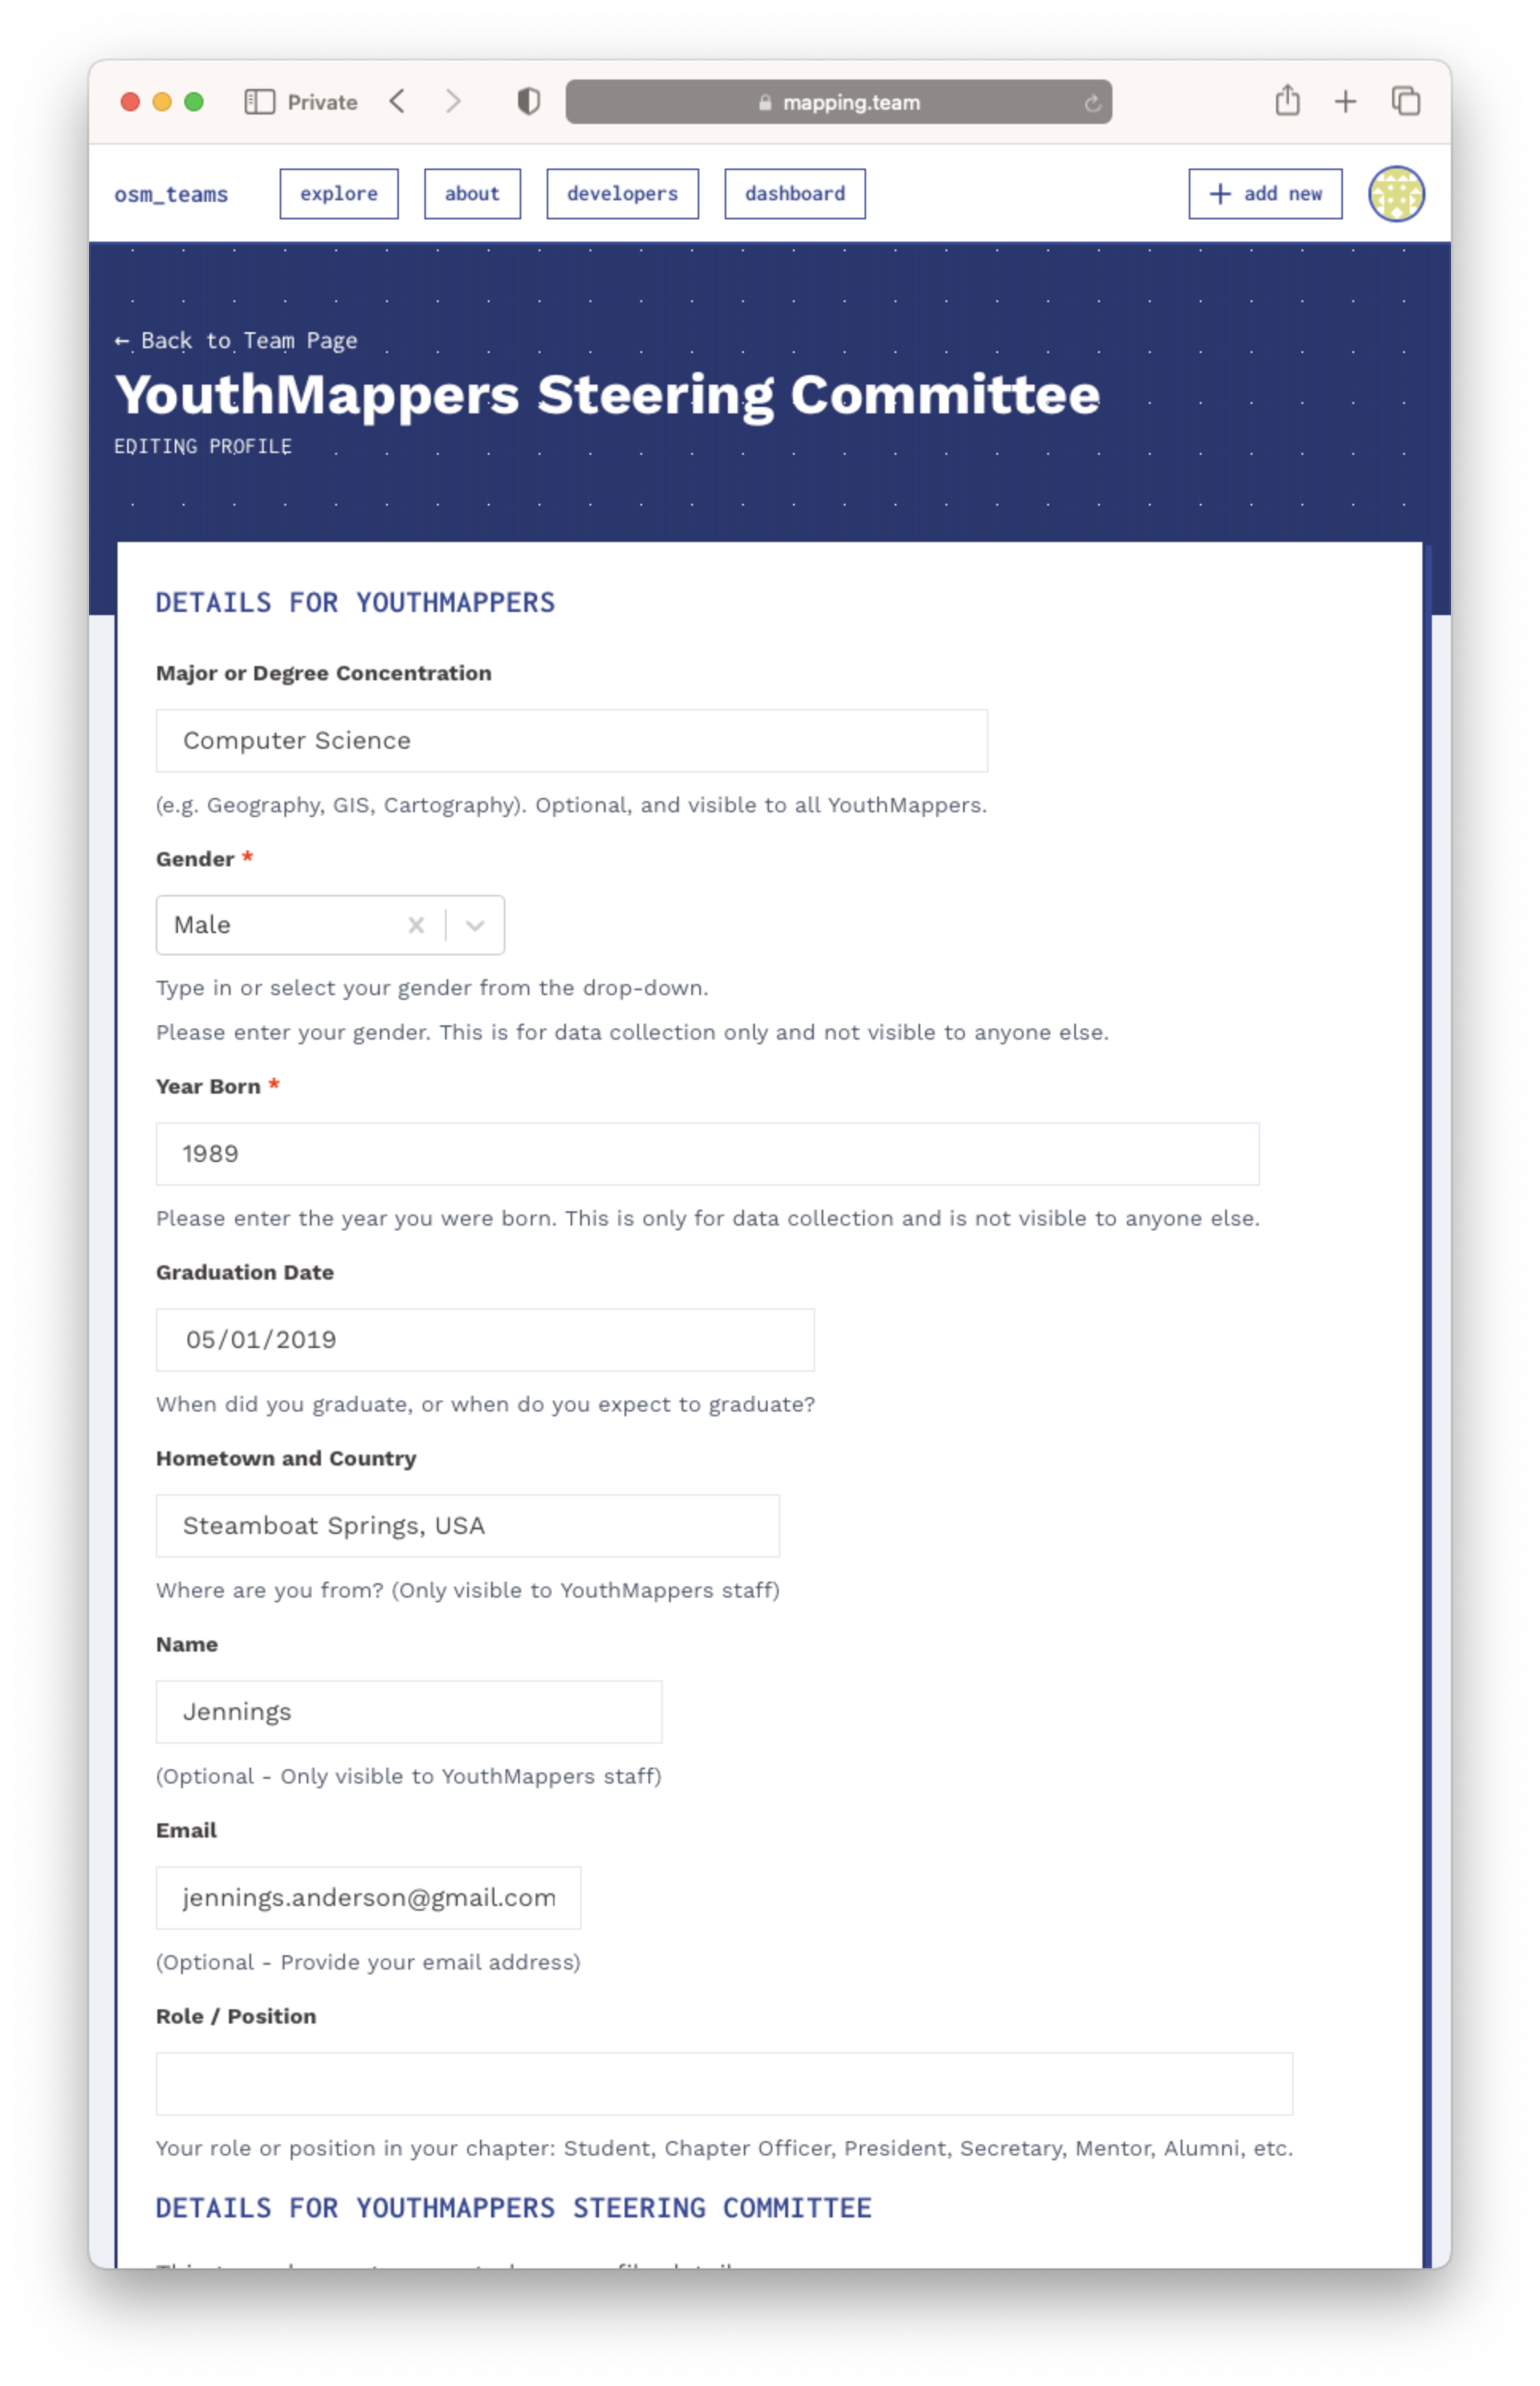 Private
mapping.team
osm_teams
explore
about
developers
dashboard
+ add new
← Back to Team Page
YouthMappers Steering Committee
EDITING PROFILE
DETAILS FOR YOUTHMAPPERS
Major or Degree Concentration
Computer Science
(e.g. Geography, GIS, Cartography). Optional, and visible to all YouthMappers.
Gender *
Male
Type in or select your gender from the drop-down.
Please enter your gender. This is for data collection only and not visible to anyone else.
Year Born *
1989
Please enter the year you were born. This is only for data collection and is not visible to anyone else.
Graduation Date
05/01/2019
When did you graduate, or when do you expect to graduate?
Hometown and Country
Steamboat Springs, USA
Where are you from? (Only visible to YouthMappers staff)
Name
Jennings
(Optional - Only visible to YouthMappers staff)
Email
jennings.anderson@gmail.com
(Optional - Provide your email address)
Role / Position
Your role or position in your chapter: Student, Chapter Officer, President, Secretary, Mentor, Alumni, etc.
DETAILS FOR YOUTHMAPPERS STEERING COMMITTEE